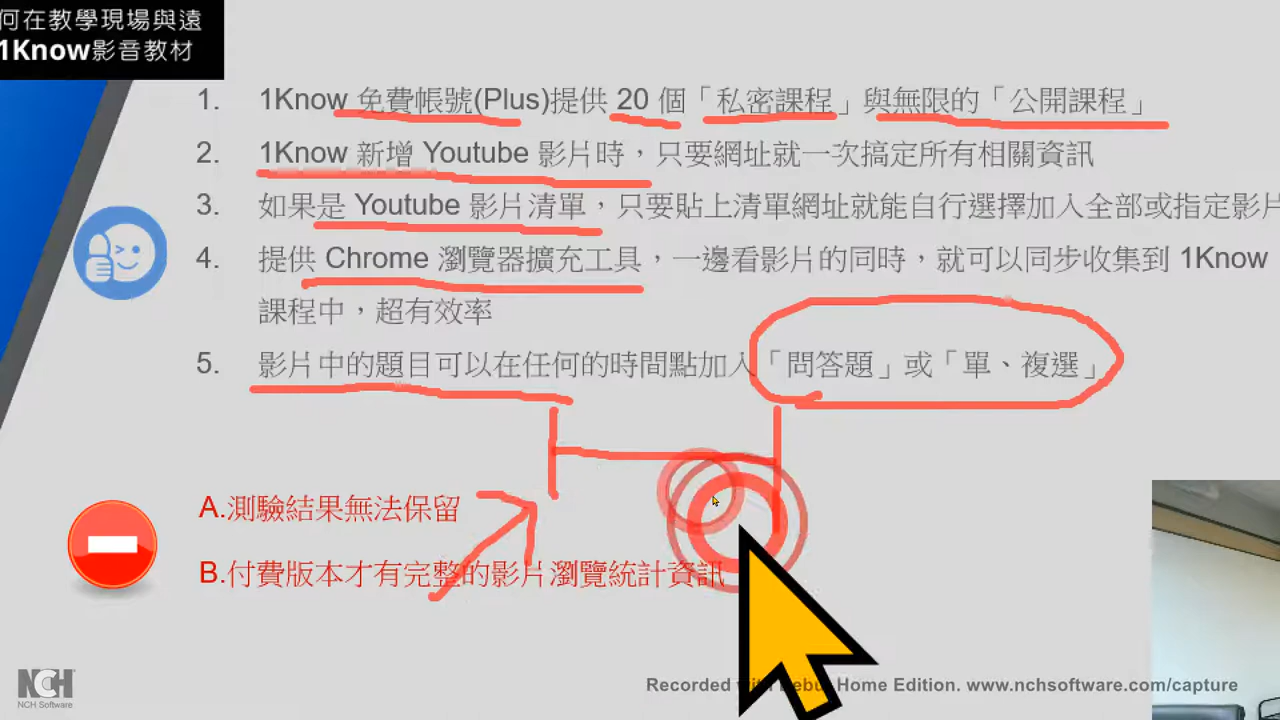 何在教學現場與遠
1Know影音教材
1. 1Know 免費帳號(Plus)提供 20 個「私密課程」與無限的「公開課程」
2. 1Know 新增 Youtube 影片時，只要網址就一次搞定所有相關資訊
3. 如果是 Youtube 影片清單，只要貼上清單網址就能自行選擇加入全部或指定影片
4. 提供 Chrome 瀏覽器擴充工具，一邊看影片的同時，就可以同步收集到 1Know
課程中，超有效率
5. 影片中的題目可以在任何的時間點加入「問答題」或「單、複選」
A.測驗結果無法保留
B.付費版本才有完整的影片瀏覽統計資訊
NCH
NCH Software
Recorded with Debut Home Edition. www.nchsoftware.com/capture